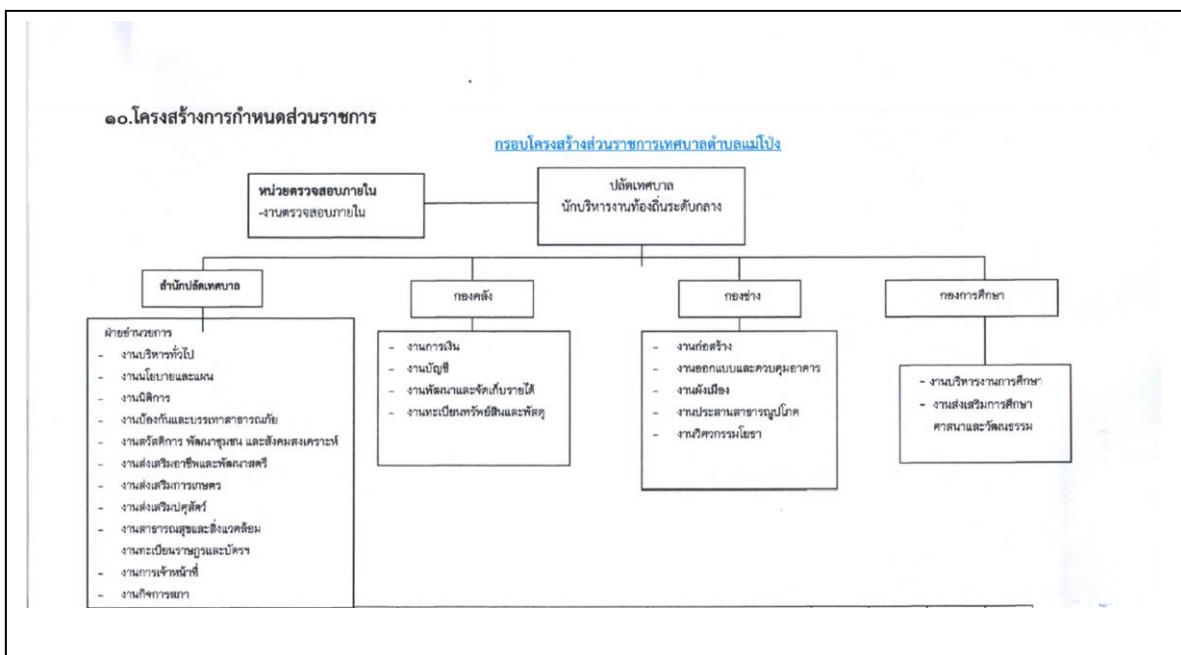 ๑๐.โครงสร้างการกำหนดส่วนราชการ
กรอบโครงสร้างส่วนราชการเทศบาลตำบลแม่โป่ง
หน่วยตรวจสอบภายใน
-งานตรวจสอบภายใน
ปลัดเทศบาล
นักบริหารงานท้องถิ่นระดับกลาง
สำนักปลัดเทศบาล
ฝ่ายอำนวยการ
- งานบริหารทั่วไป
- งานนโยบายและแผน
- งานนิติการ
- งานป้องกันและบรรเทาสาธารณภัย
- งานสวัสดิการ พัฒนาชุมชน และสังคมสงเคราะห์
- งานส่งเสริมอาชีพและพัฒนาสตรี
- งานส่งเสริมการเกษตร
- งานส่งเสริมปศุสัตว์
- งานสาธารณสุขและสิ่งแวดล้อม
งานทะเบียนราษฎรและบัตรฯ
- งานการเจ้าหน้าที่
- งานกิจการสภา
กองคลัง
- งานการเงิน
- งานบัญชี
- งานพัฒนาและจัดเก็บรายได้
- งานทะเบียนทรัพย์สินและพัสดุ
กองช่าง
- งานก่อสร้าง
- งานออกแบบและควบคุมอาคาร
- งานผังเมือง
- งานประสานสาธารณูปโภค
- งานวิศวกรรมโยธา
กองการศึกษา
- งานบริหารงานการศึกษา
- งานส่งเสริมการศึกษา
ศาสนาและวัฒนธรรม